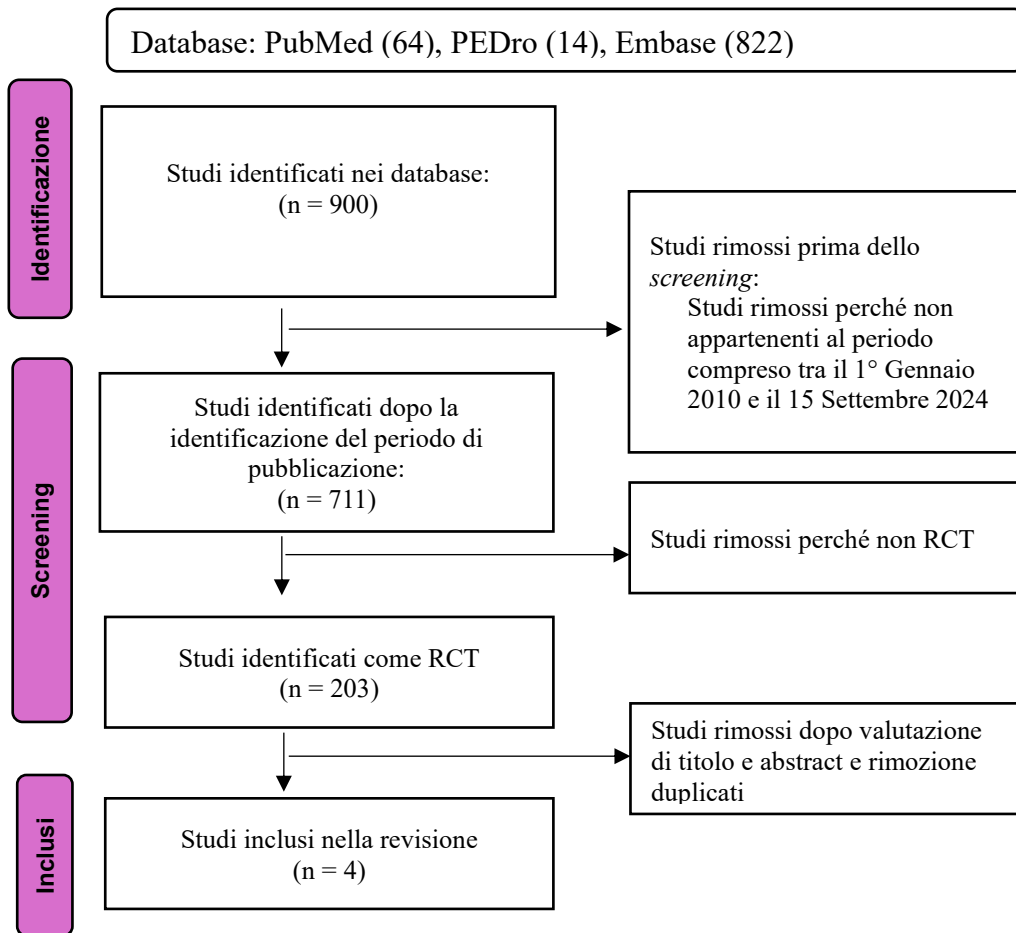 Database: PubMed (64), PEDro (14), Embase (822)
Identificazione
Studi identificati nei database:
(n = 900)
Studi rimossi prima dello
screening:
Studi rimossi perché non
appartenenti al periodo
compreso tra il 1° Gennaio
2010 e il 15 Settembre 2024
Screening
Studi identificati dopo la
identificazione del periodo di
pubblicazione:
(n = 711)
Studi rimossi perché non RCT
Studi identificati come RCT
(n = 203)
Studi rimossi dopo valutazione
di titolo e abstract e rimozione
duplicati
Inclusi
Studi inclusi nella revisione
(n = 4)